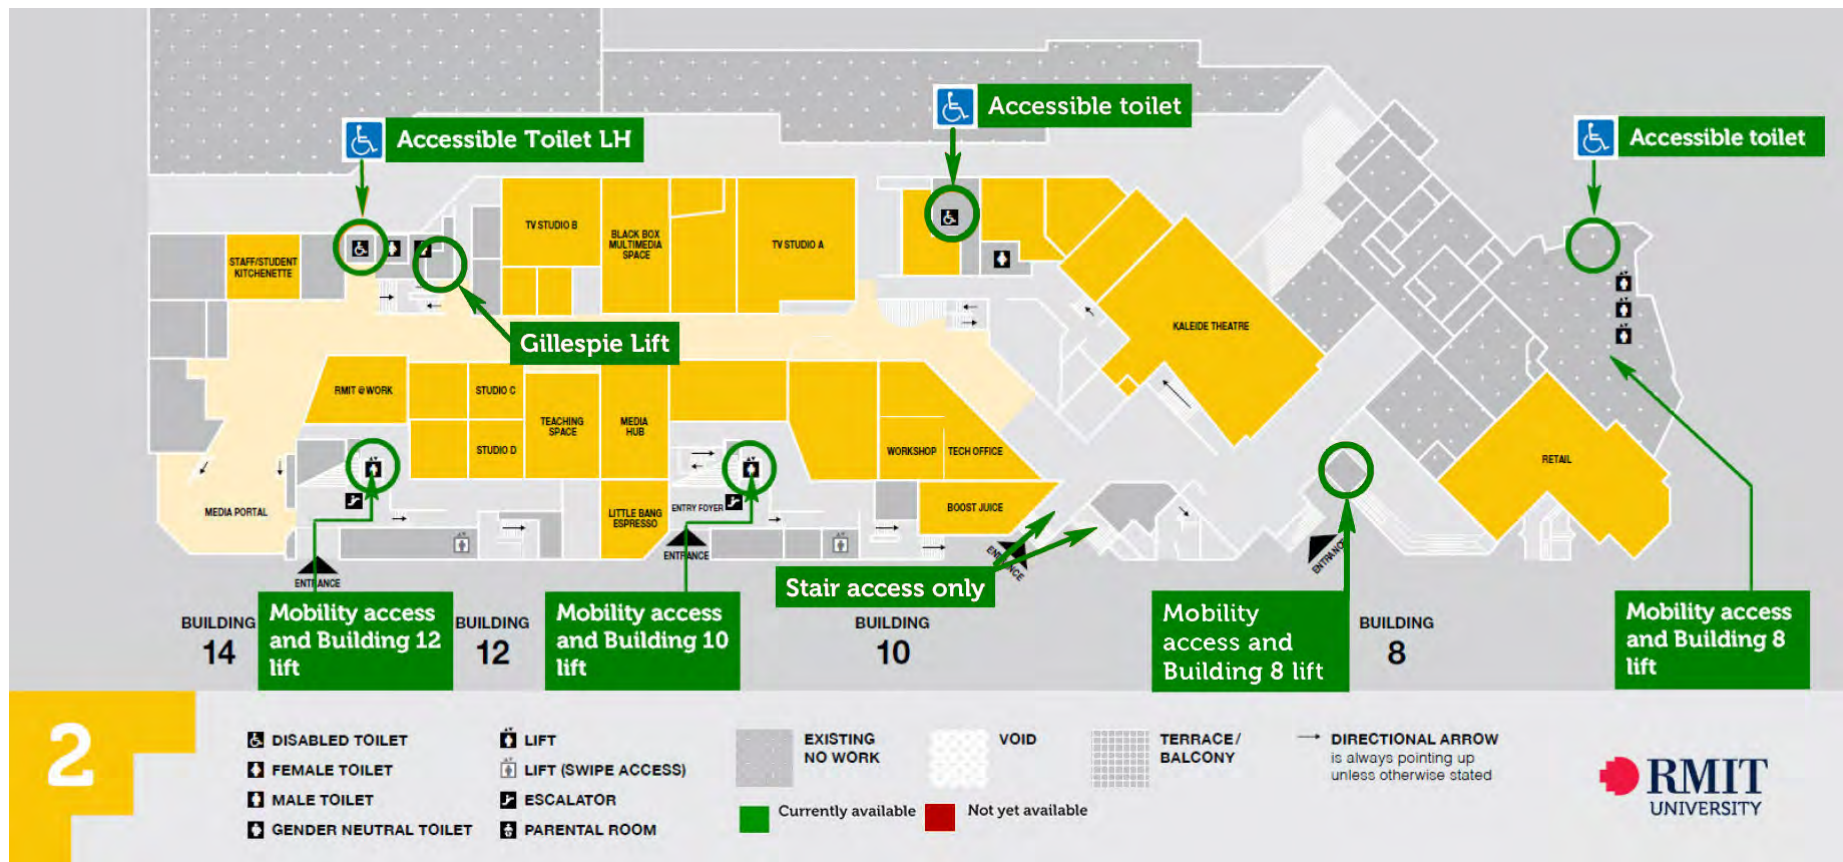 Accessible toilet
Accessible Toilet LH
Accessible toilet
TV STUDIO B
BLACK BOX
MULTIMEDIA
SPACE
TV STUDIO A
STAFF/STUDENT
KITCHENETTE
Gillespie Lift
KALEIDE THEATRE
RMIT @ WORK
STUDIO C
TEACHING
SPACE
MEDIA
HUB
STUDIO D
WORKSHOP
TECH OFFICE
RETAIL
MEDIA PORTAL
LITTLE BANG
ESPRESSO
ENTRY FOYER
BOOST JUICE
ENTRANCE
ENTRANCE
ENTRANCE
ENTRANCE
Stair access only
BUILDING
14
Mobility access
and Building 12
lift
BUILDING
12
Mobility access
and Building 10
lift
BUILDING
10
Mobility
access and
Building 8 lift
BUILDING
8
Mobility access
and Building 8
lift
2
DISABLED TOILET
FEMALE TOILET
MALE TOILET
GENDER NEUTRAL TOILET
LIFT
LIFT (SWIPE ACCESS)
ESCALATOR
PARENTAL ROOM
EXISTING
NO WORK
VOID
TERRACE/
BALCONY
DIRECTIONAL ARROW
is always pointing up
unless otherwise stated
Currently available
Not yet available
RMIT
UNIVERSITY